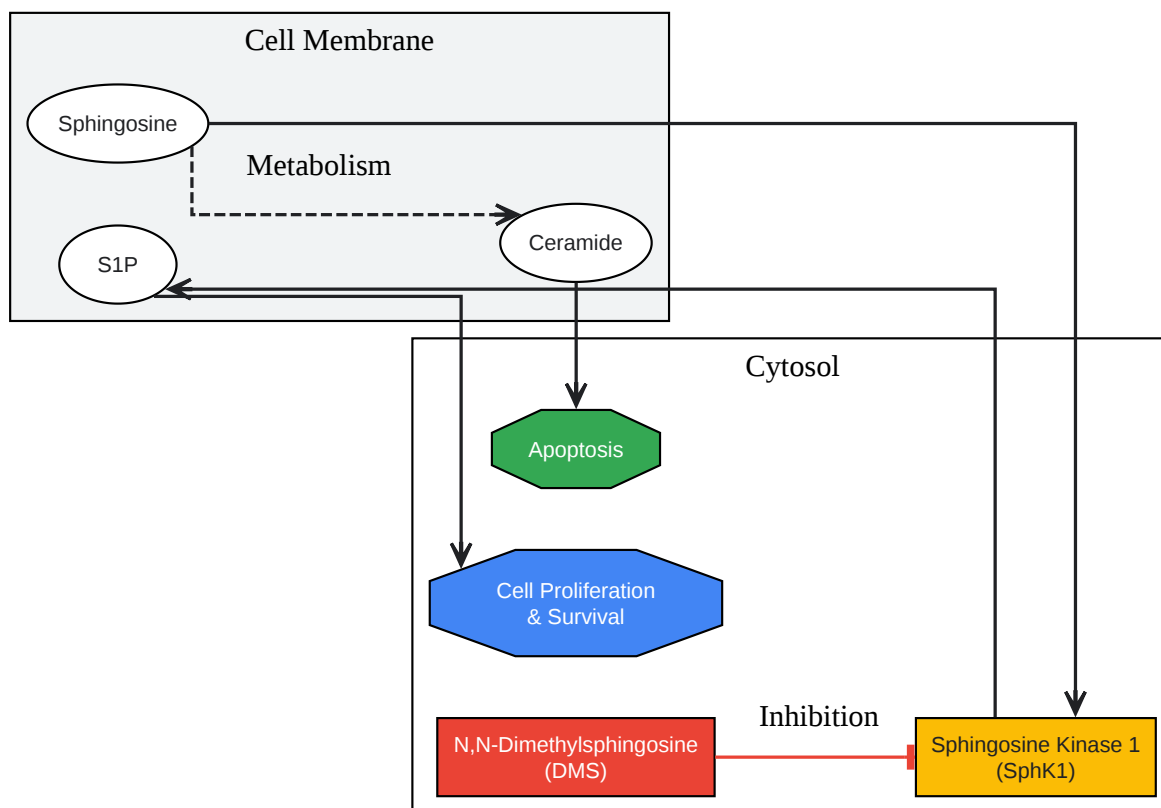 Cell Membrane
Sphingosine
Metabolism
Ceramide
S1P
Cytosol
Apoptosis
Cell Proliferation
& Survival
Inhibition
N,N-Dimethylsphingosine
(DMS)
Sphingosine Kinase 1
(SphK1)